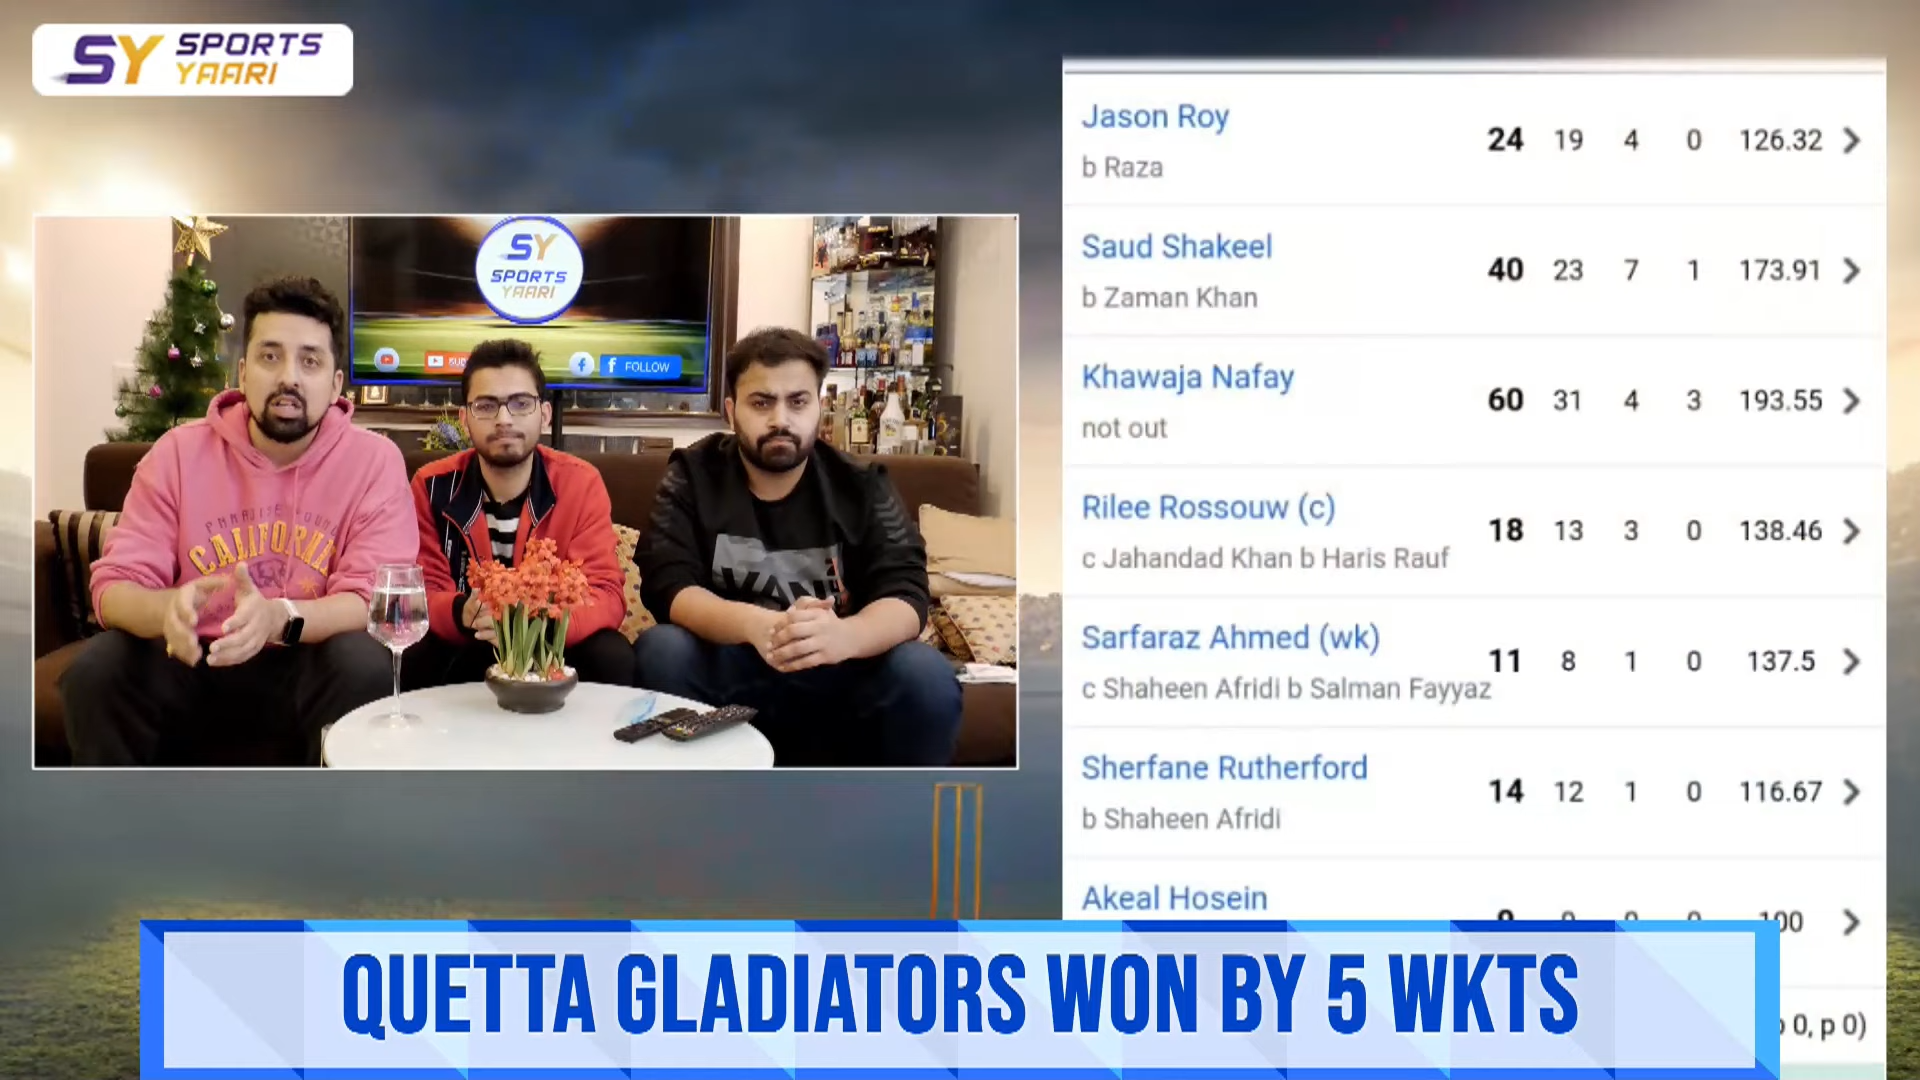 SY SPORTS
YAARI
SY
SPORTS
YAARI
FOLLOW
CALIFORNIA
Jason Roy 24 19 4 0 126.32
b Raza
Saud Shakeel 40 23 7 1 173.91
b Zaman Khan
Khawaja Nafay 60 31 4 3 193.55
not out
Rilee Rossouw (c) 18 13 3 0 138.46
c Jahandad Khan b Haris Rauf
Sarfaraz Ahmed (wk) 11 8 1 0 137.5
c Shaheen Afridi b Salman Fayyaz
Sherfane Rutherford 14 12 1 0 116.67
b Shaheen Afridi
Akeal Hosein
0, p 0)
QUETTA GLADIATORS WON BY 5 WKTS